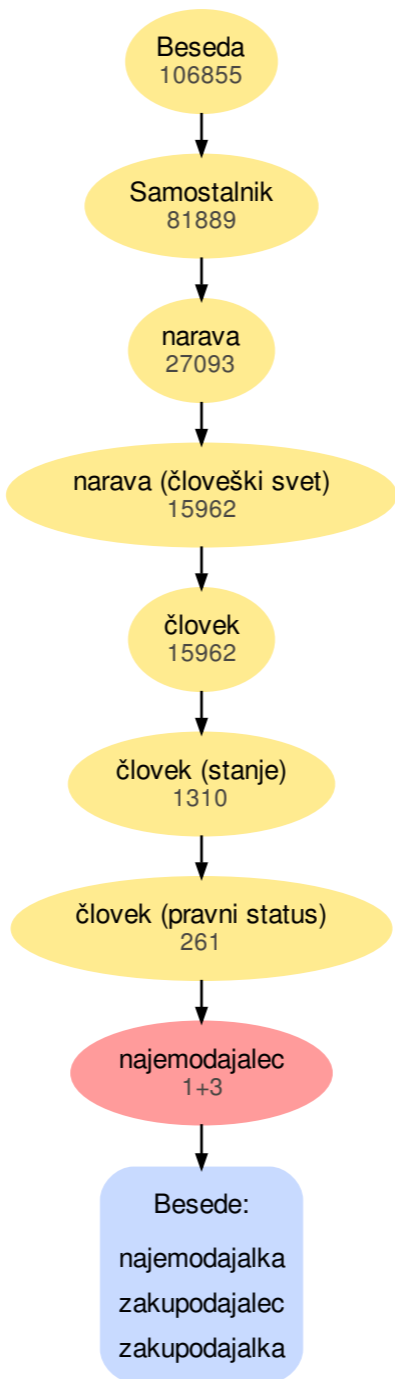 Beseda
106855
Samostalnik
81889
narava
27093
narava (človeški svet)
15962
človek
15962
človek (stanje)
1310
človek (pravni status)
261
najemodajalec
1+3
Besede:
najemodajalka
zakupodajalec
zakupodajalka